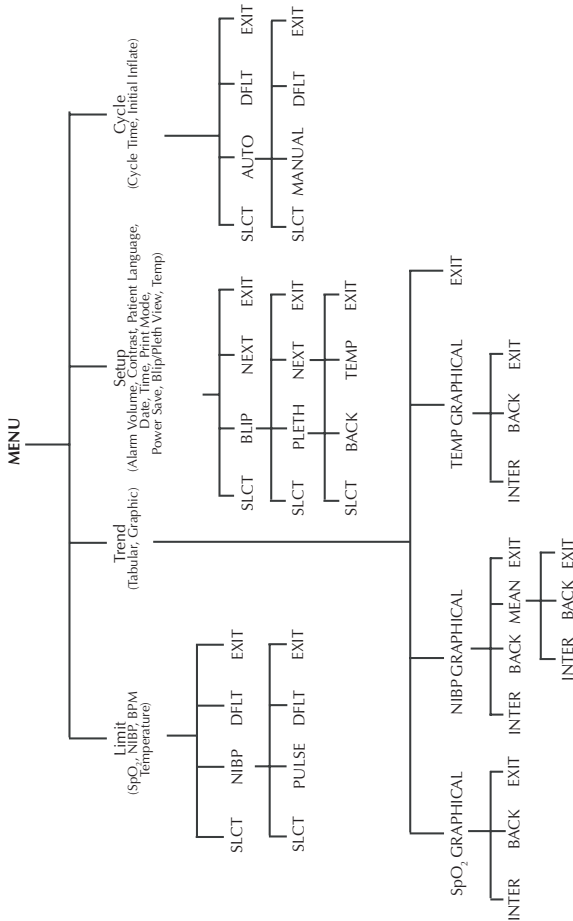 MENU
Limit
(SpO₂, NIBP, BPM
Temperature)
SLCT NIBP DFLT EXIT
SLCT PULSE DFLT EXIT
Trend
(Tabular, Graphic)
SpO₂ GRAPHICAL NIBP GRAPHICAL TEMP GRAPHICAL EXIT
INTER BACK EXIT
INTER BACK MEAN EXIT
INTER BACK EXIT
INTER BACK EXIT
Setup
(Alarm Volume, Contrast, Patient Language,
Date, Time, Print Mode,
Power Save, Blip/Pleth View, Temp)
SLCT BLIP NEXT EXIT
SLCT PLETH NEXT EXIT
SLCT BACK TEMP EXIT
Cycle
(Cycle Time, Initial Inflate)
SLCT AUTO DFLT EXIT
SLCT MANUAL DFLT EXIT